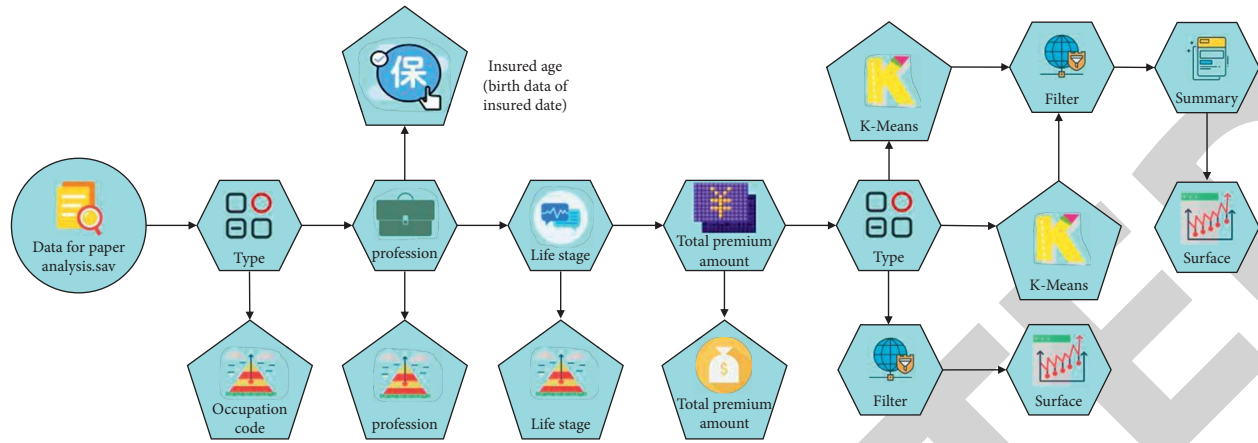 保
Insured age
(birth data of
insured date)
K-Means
Filter
Summary
Data for paper
analysis.sav
Type
profession
Life stage
¥
Total premium
amount
Type
K-Means
Surface
Occupation
code
profession
Life stage
$
Total premium
amount
Filter
Surface